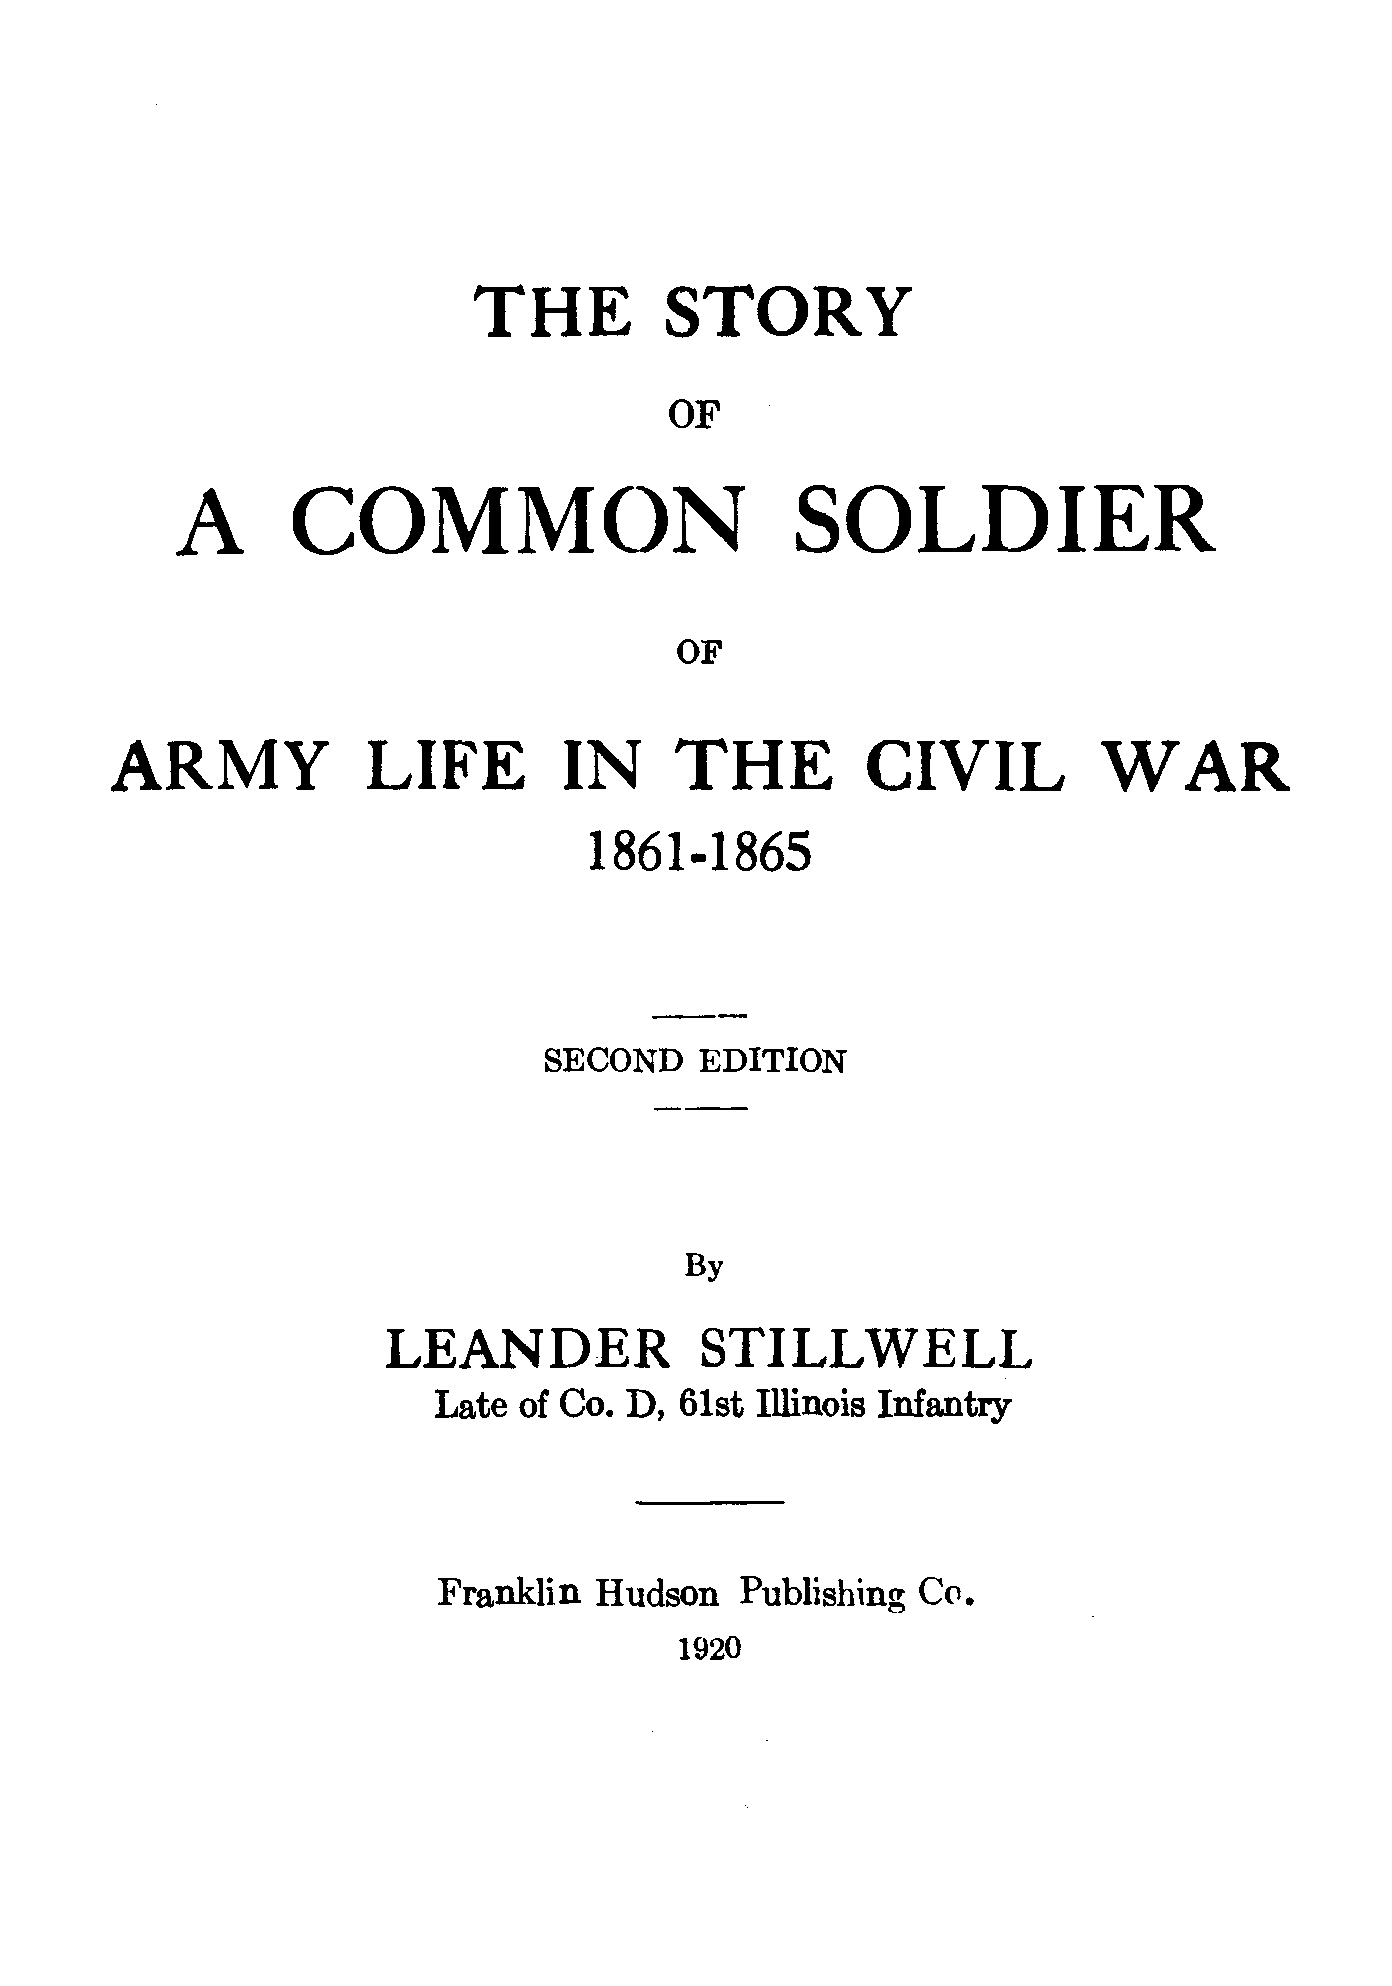 THE STORY
OF
A COMMON SOLDIER
OF
ARMY LIFE IN THE CIVIL WAR
1861-1865
SECOND EDITION
By
LEANDER STILLWELL
Late of Co. D, 61st Illinois Infantry
Franklin Hudson Publishing Co.
1920